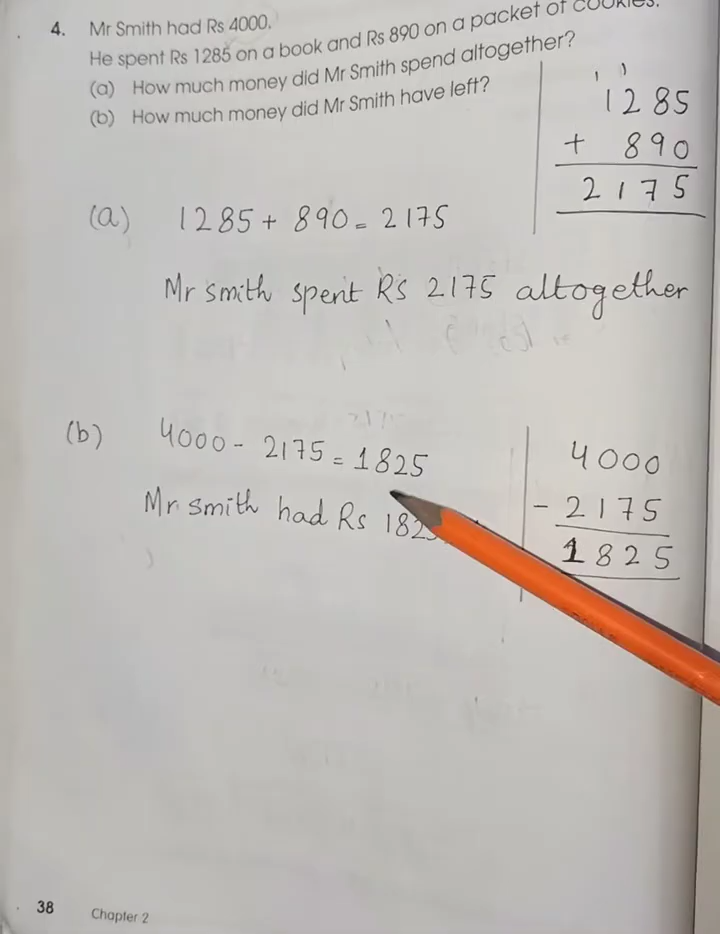 4. Mr Smith had Rs 4000.
He spent Rs 1285 on a book and Rs 890 on a packet of cookies.
(a) How much money did Mr Smith spend altogether?
(b) How much money did Mr Smith have left?
1 1
1285
+ 890
2175
(a) 1285 + 890 = 2175
Mr smith spent Rs 2175 altogether
(b) 4000 - 2175 = 1825
Mr smith had Rs
4000
- 2175
1825
38 Chapter 2